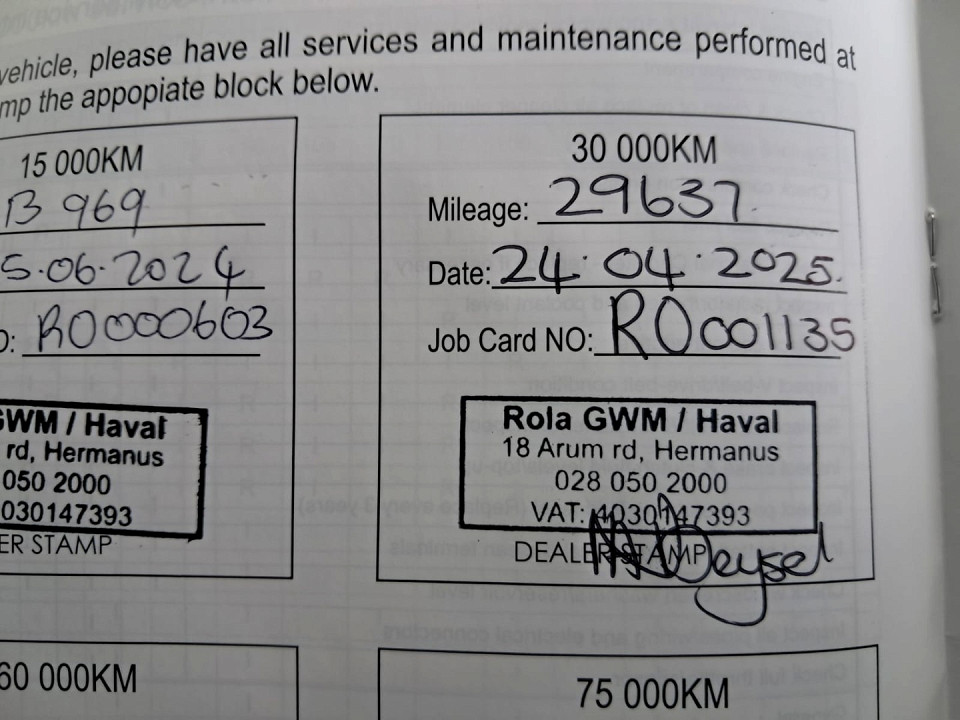 vehicle, please have all services and maintenance performed at
mp the appopiate block below.
15 000KM
13 969
5.06.2024
O: RO000603
GWM / Haval
rd, Hermanus
050 2000
030147393
ER STAMP
30 000KM
Mileage: 29637
Date: 24.04.2025.
Job Card NO: RO001135
Rola GWM / Haval
18 Arum rd, Hermanus
028 050 2000
VAT: 4030147393
DEALER STAMP
60 000KM
75 000KM